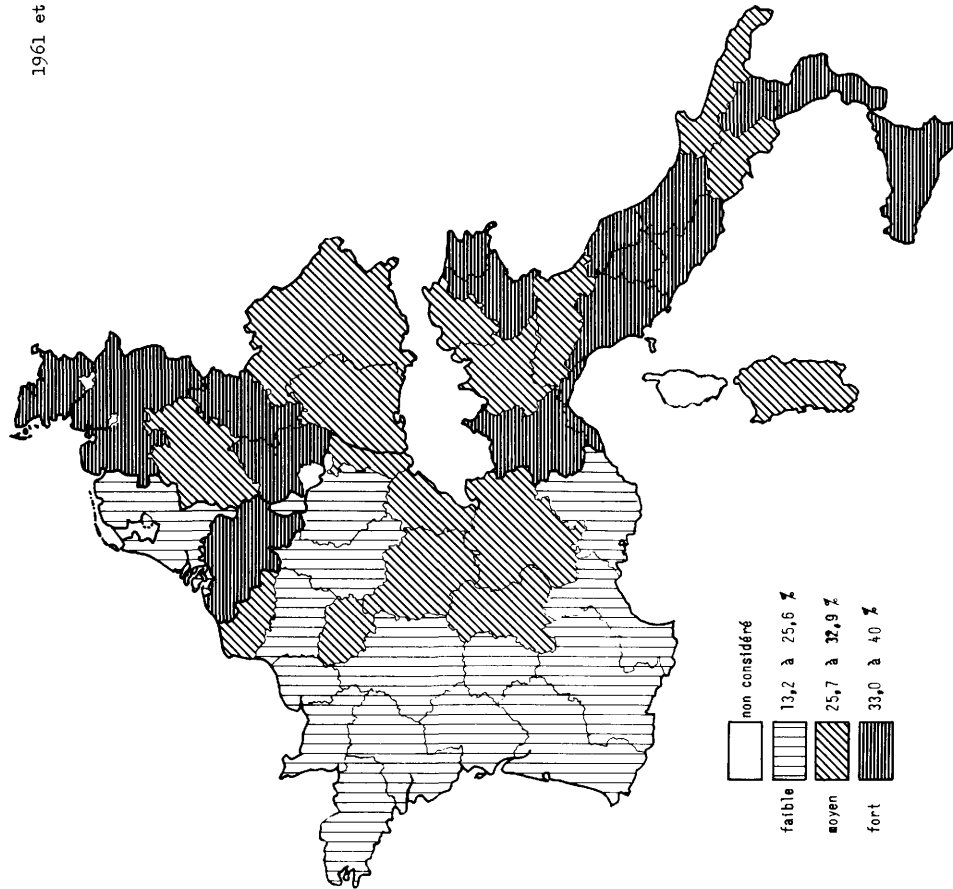 1961 et
non considéré
faible 13,2 à 25,6 %
moyen 25,7 à 32,9 %
fort 33,0 à 40 %